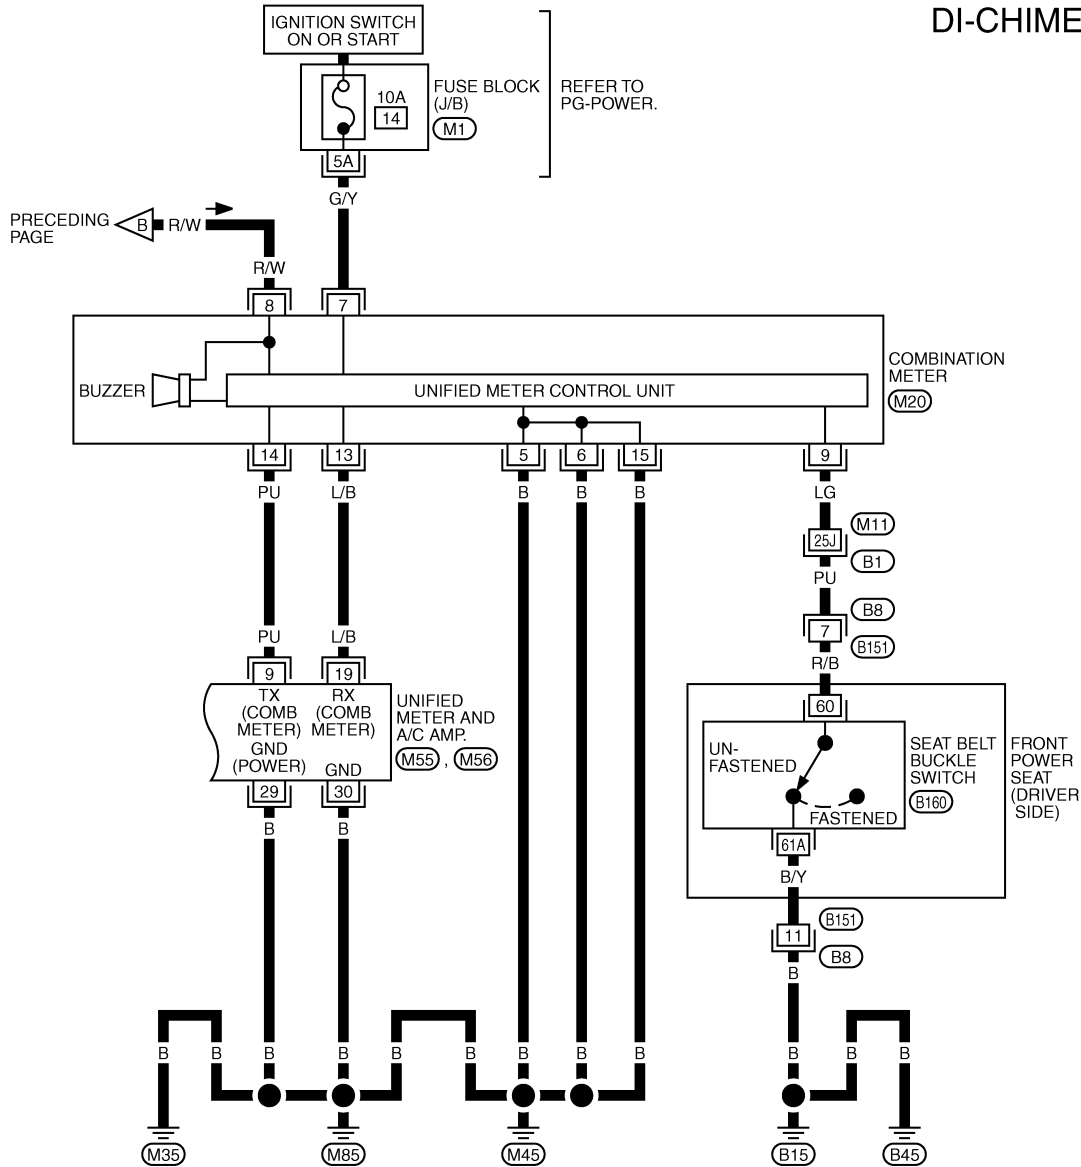 DI-CHIME
IGNITION SWITCH
ON OR START
FUSE BLOCK
(J/B)
M1
10A
14
REFER TO
PG-POWER.
5A
G/Y
PRECEDING
PAGE
B
R/W
R/W
8
7
BUZZER
UNIFIED METER CONTROL UNIT
COMBINATION
METER
M20
14
13
5
6
15
9
PU
L/B
B
B
B
LG
M11
25J
B1
PU
B8
7
B151
R/B
PU
L/B
9
19
TX
(COMB
METER)
RX
(COMB
METER)
GND
(POWER)
GND
UNIFIED
METER AND
A/C AMP.
M55 , M56
29
30
B
B
60
UN-
FASTENED
FASTENED
SEAT BELT
BUCKLE
SWITCH
B160
FRONT
POWER
SEAT
(DRIVER
SIDE)
61A
B/Y
B151
11
B8
B
B
B
B
B
B
B
B
B
B
B
B
B
M35
M85
M45
B15
B45